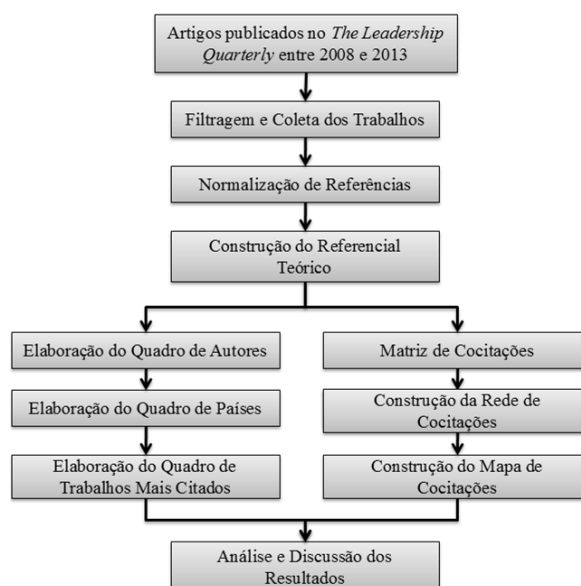 Artigos publicados no The Leadership
Quarterly entre 2008 e 2013
Filtragem e Coleta dos Trabalhos
Normalização de Referências
Construção do Referencial
Teórico
Elaboração do Quadro de Autores
Elaboração do Quadro de Países
Elaboração do Quadro de
Trabalhos Mais Citados
Matriz de Cocitações
Construção da Rede de
Cocitações
Construção do Mapa de
Cocitações
Análise e Discussão dos
Resultados